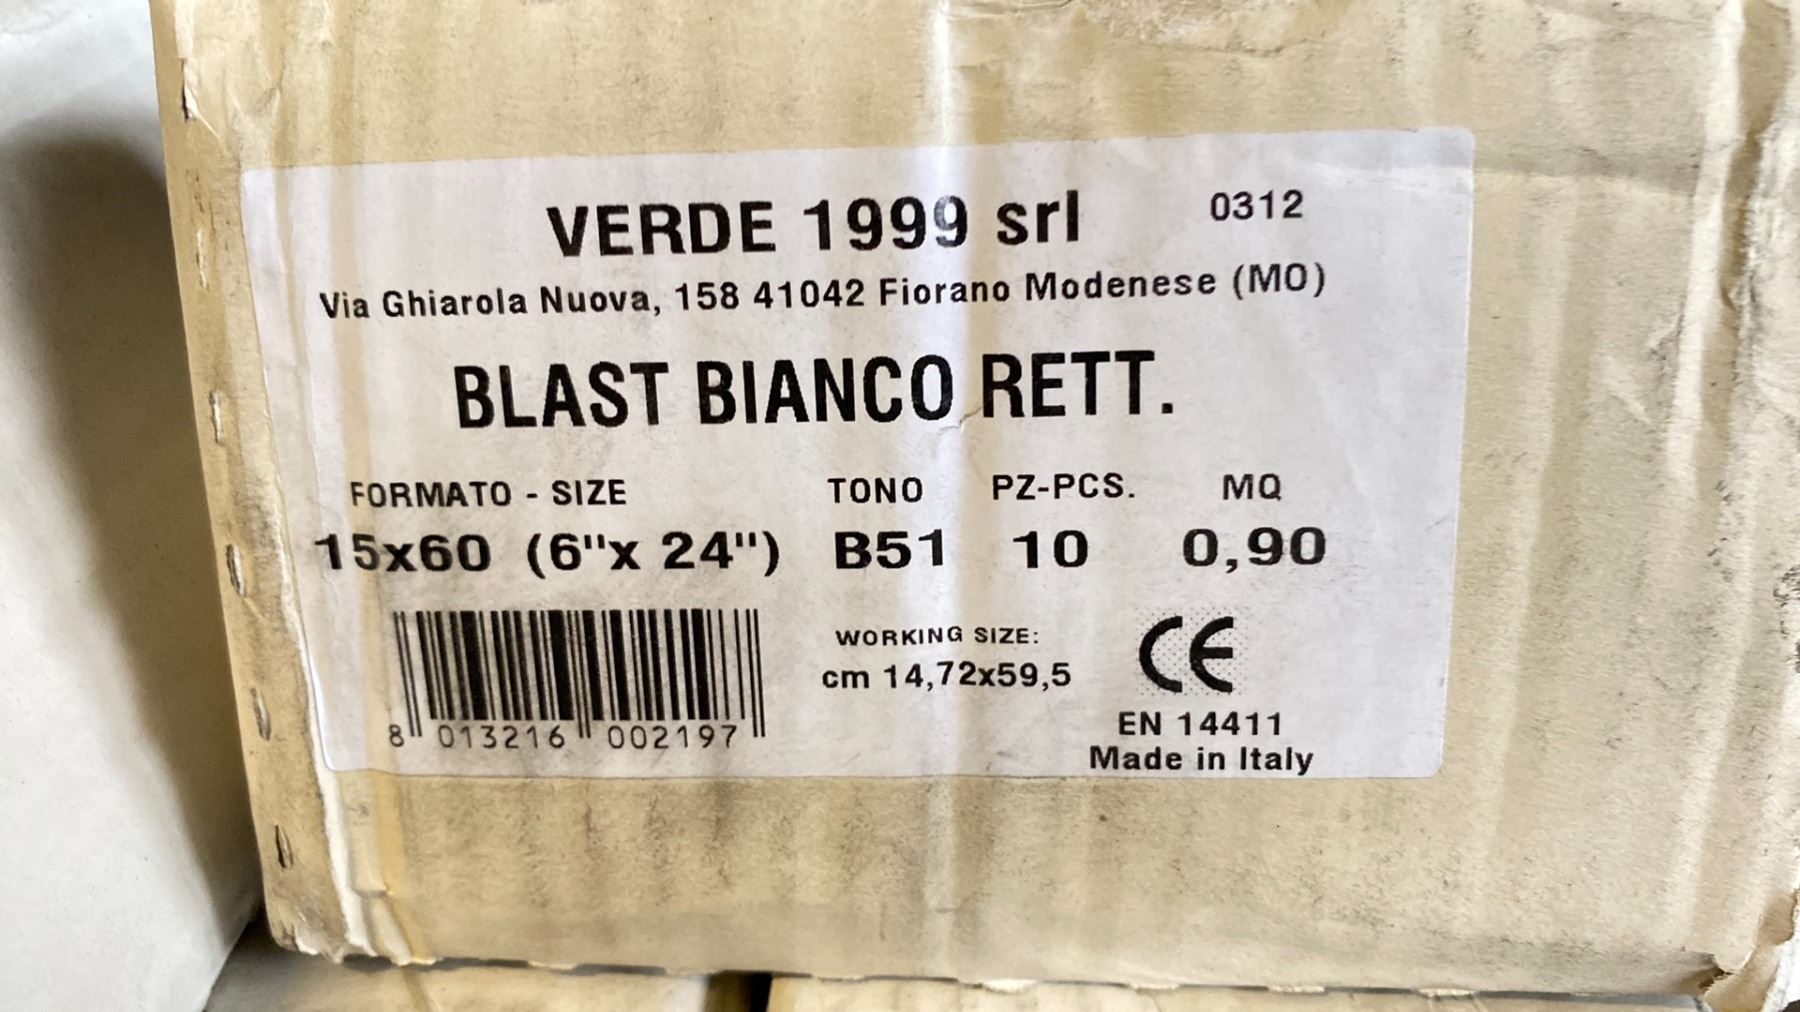 VERDE 1999 srl 0312
Via Ghiarola Nuova, 158 41042 Fiorano Modenese (MO)
BLAST BIANCO RETT.
FORMATO - SIZE TONO PZ-PCS. MQ
15x60 (6"x 24") B51 10 0,90
WORKING SIZE:
cm 14,72x59,5
CE
EN 14411
Made in Italy
8 013216 002197